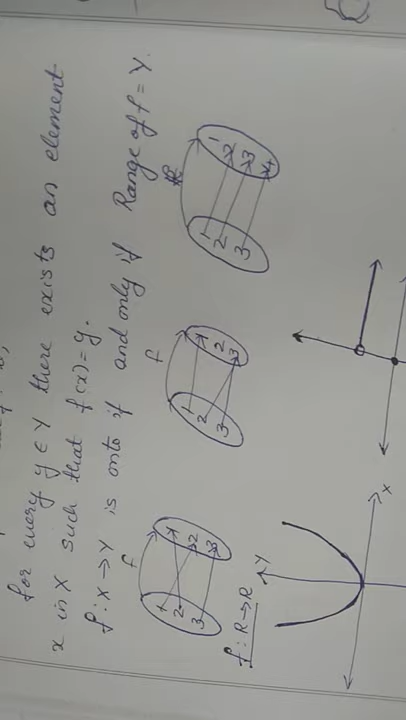 for every y ∈ Y there exists an element
x in X such that f(x)=y.
f : X → Y is onto if and only if Range of f = Y.
f
1
2
3
1
2
3
f
1
2
3
1
2
3
1
2
3
1
2
3
4
f : R → R
Y
X